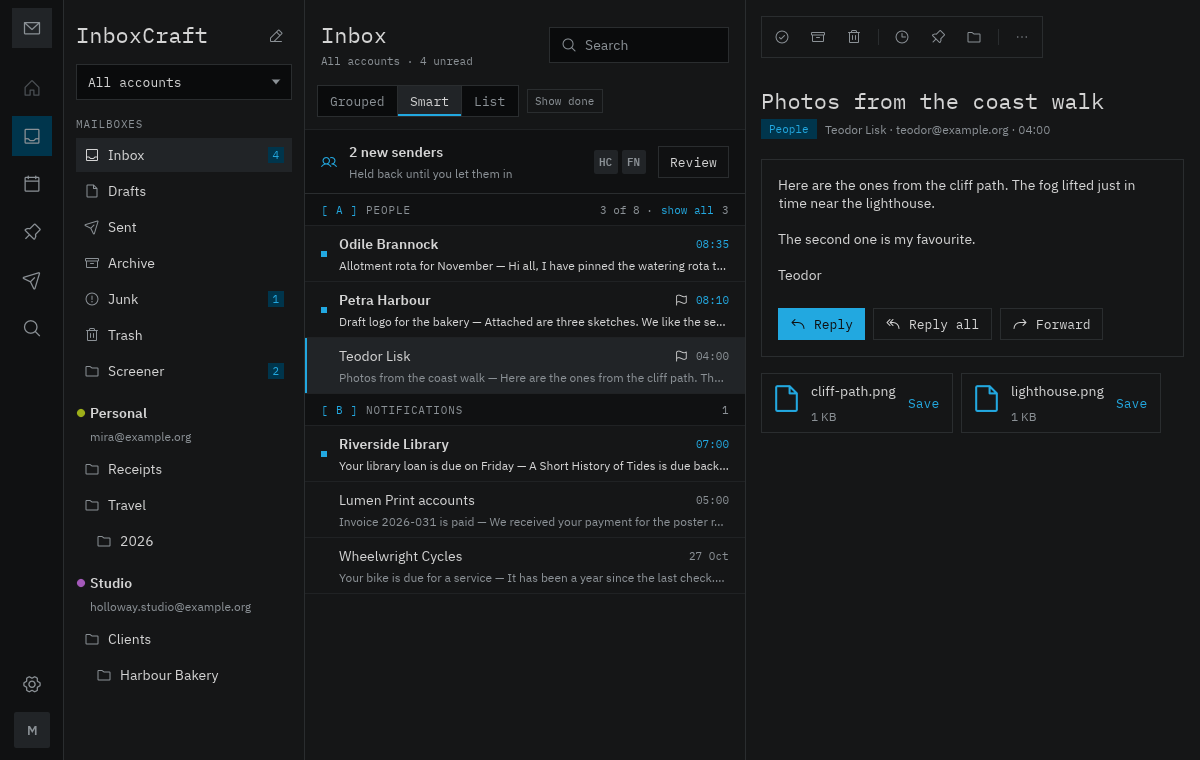 InboxCraft
All accounts
MAILBOXES
Inbox 4
Drafts
Sent
Archive
Junk 1
Trash
Screener 2
Personal
mira@example.org
Receipts
Travel
2026
Studio
holloway.studio@example.org
Clients
Harbour Bakery
M
Inbox
All accounts · 4 unread
Search
Grouped Smart List Show done
2 new senders
Held back until you let them in
HC FN Review
[ A ] PEOPLE 3 of 8 · show all 3
Odile Brannock 08:35
Allotment rota for November — Hi all, I have pinned the watering rota t…
Petra Harbour 08:10
Draft logo for the bakery — Attached are three sketches. We like the se…
Teodor Lisk 04:00
Photos from the coast walk — Here are the ones from the cliff path. Th…
[ B ] NOTIFICATIONS 1
Riverside Library 07:00
Your library loan is due on Friday — A Short History of Tides is due back…
Lumen Print accounts 05:00
Invoice 2026-031 is paid — We received your payment for the poster r…
Wheelwright Cycles 27 Oct
Your bike is due for a service — It has been a year since the last check.…
Photos from the coast walk
People Teodor Lisk · teodor@example.org · 04:00
Here are the ones from the cliff path. The fog lifted just in
time near the lighthouse.
The second one is my favourite.
Teodor
Reply Reply all Forward
cliff-path.png
1 KB
Save
lighthouse.png
1 KB
Save